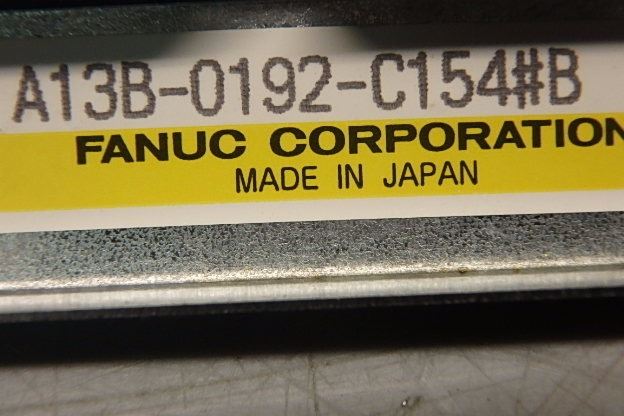 A13B-0192-C154#B
FANUC CORPORATION
MADE IN JAPAN